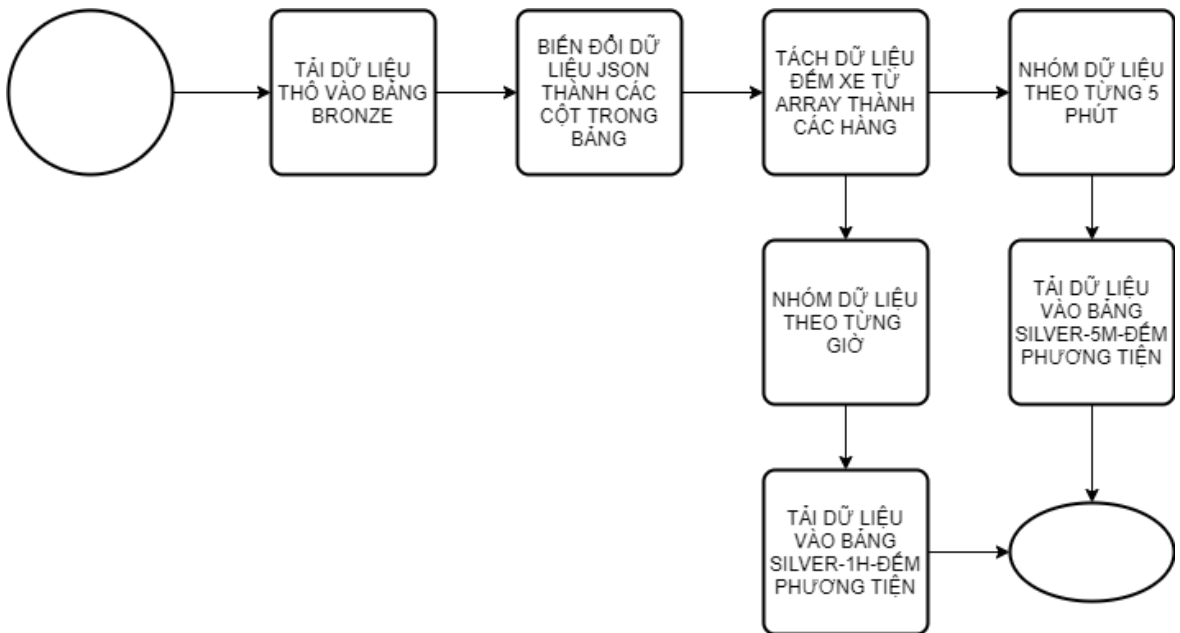 TẢI DỮ LIỆU
THÔ VÀO BẢNG
BRONZE
BIẾN ĐỔI DỮ
LIỆU JSON
THÀNH CÁC
CỘT TRONG
BẢNG
TÁCH DỮ LIỆU
ĐẾM XE TỪ
ARRAY THÀNH
CÁC HÀNG
NHÓM DỮ LIỆU
THEO TỪNG 5
PHÚT
NHÓM DỮ LIỆU
THEO TỪNG
GIỜ
TẢI DỮ LIỆU
VÀO BẢNG
SILVER-5M-ĐẾM
PHƯƠNG TIỆN
TẢI DỮ LIỆU
VÀO BẢNG
SILVER-1H-ĐẾM
PHƯƠNG TIỆN